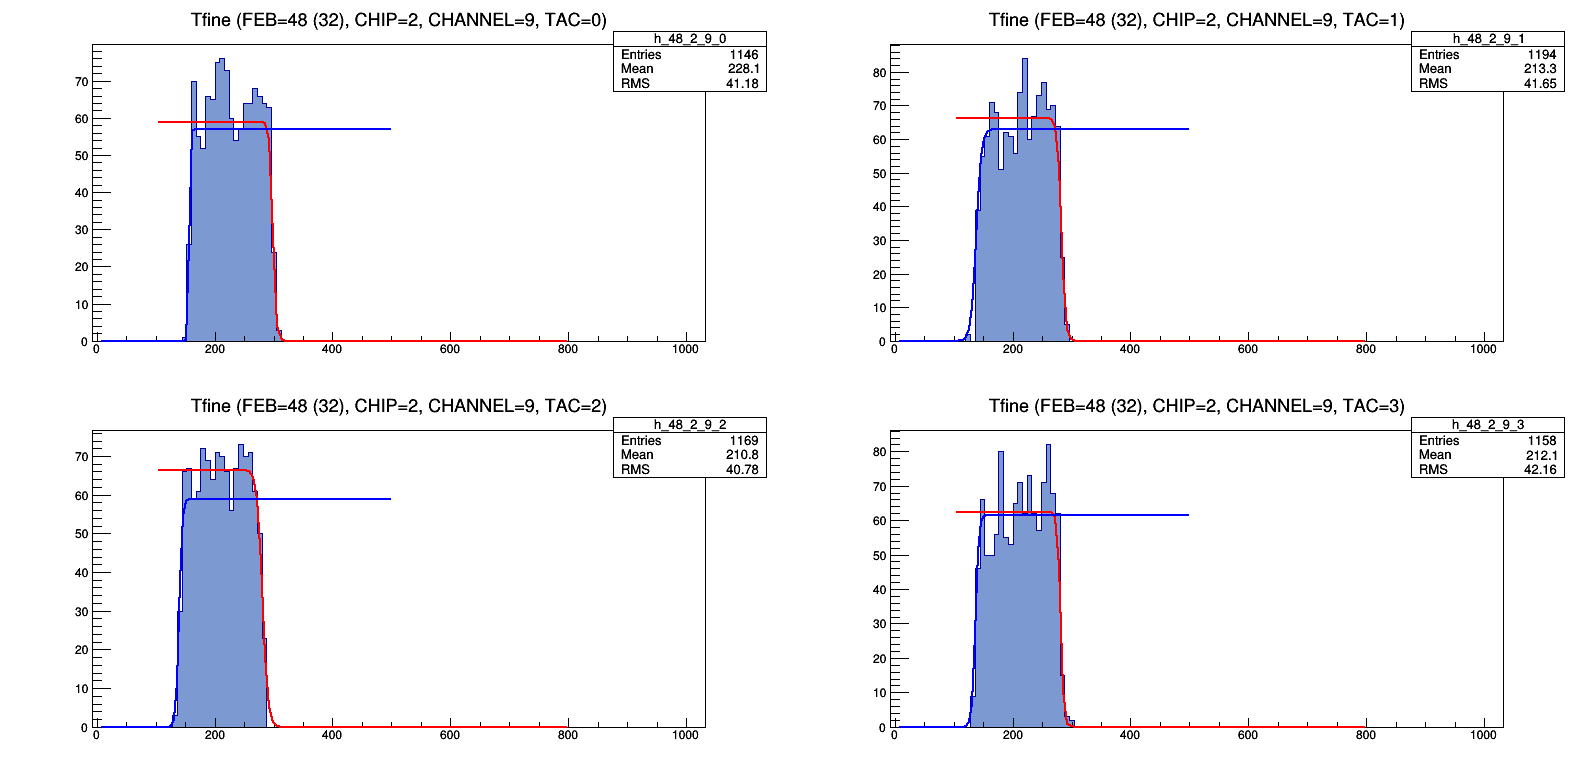 Tfine (FEB=48 (32), CHIP=2, CHANNEL=9, TAC=0)
h_48_2_9_0
Entries 1146
Mean 228.1
RMS 41.18
70
60
50
40
30
20
10
0
0 200 400 600 800 1000
Tfine (FEB=48 (32), CHIP=2, CHANNEL=9, TAC=1)
h_48_2_9_1
Entries 1194
Mean 213.3
RMS 41.65
80
70
60
50
40
30
20
10
0
0 200 400 600 800 1000
Tfine (FEB=48 (32), CHIP=2, CHANNEL=9, TAC=2)
h_48_2_9_2
Entries 1169
Mean 210.8
RMS 40.78
70
60
50
40
30
20
10
0
0 200 400 600 800 1000
Tfine (FEB=48 (32), CHIP=2, CHANNEL=9, TAC=3)
h_48_2_9_3
Entries 1158
Mean 212.1
RMS 42.16
80
70
60
50
40
30
20
10
0
0 200 400 600 800 1000